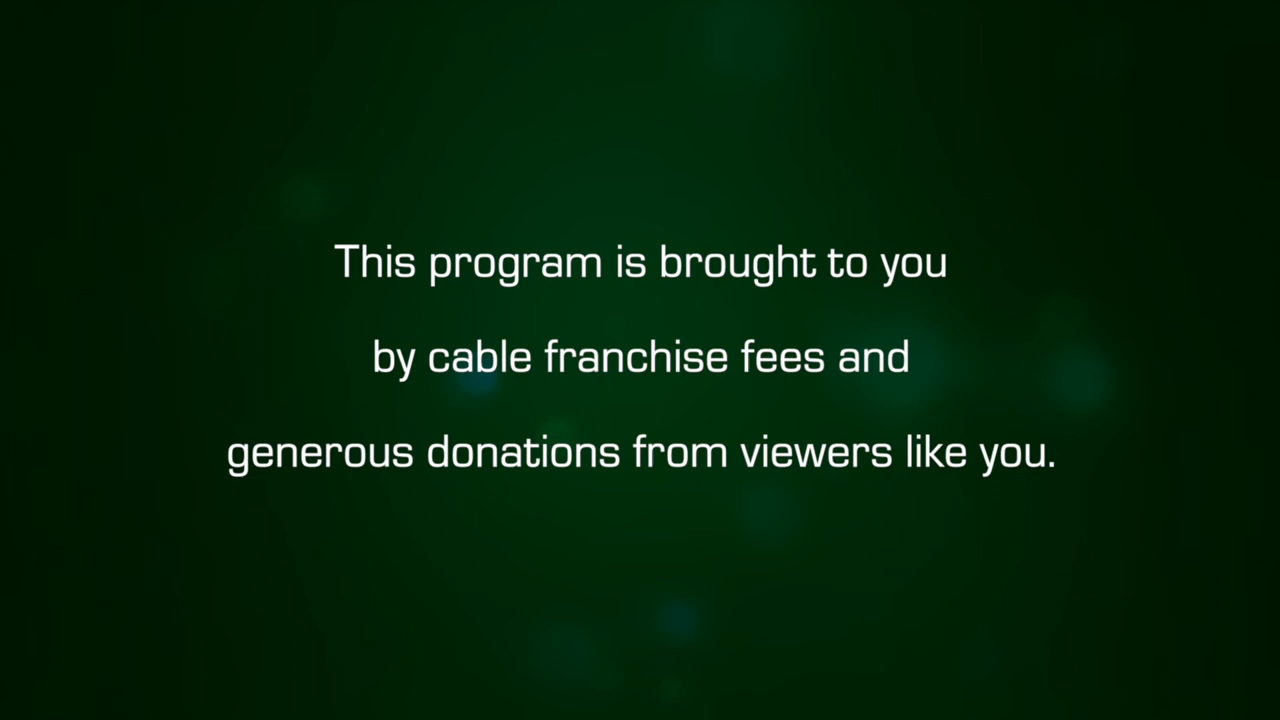 This program is brought to you
by cable franchise fees and
generous donations from viewers like you.